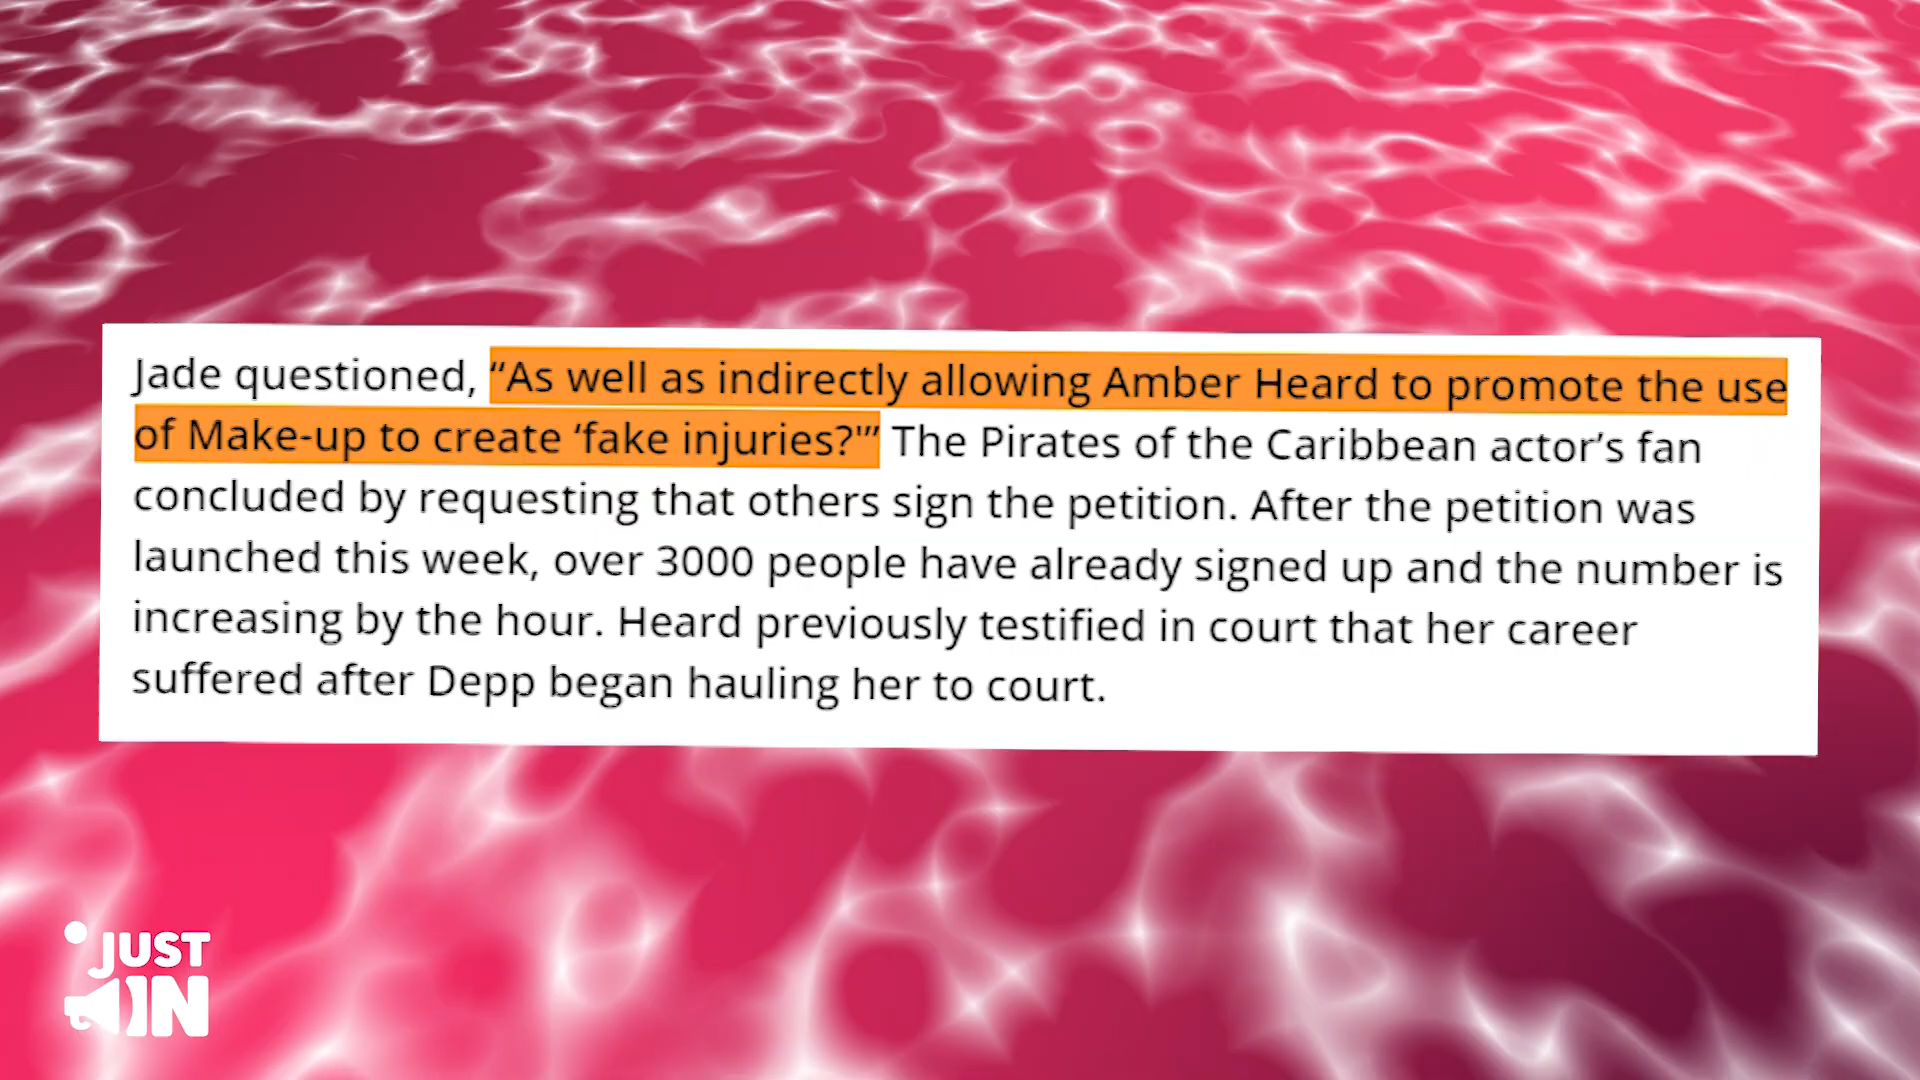 Jade questioned, “As well as indirectly allowing Amber Heard to promote the use
of Make-up to create ‘fake injuries?'” The Pirates of the Caribbean actor’s fan
concluded by requesting that others sign the petition. After the petition was
launched this week, over 3000 people have already signed up and the number is
increasing by the hour. Heard previously testified in court that her career
suffered after Depp began hauling her to court.
JUST
IN